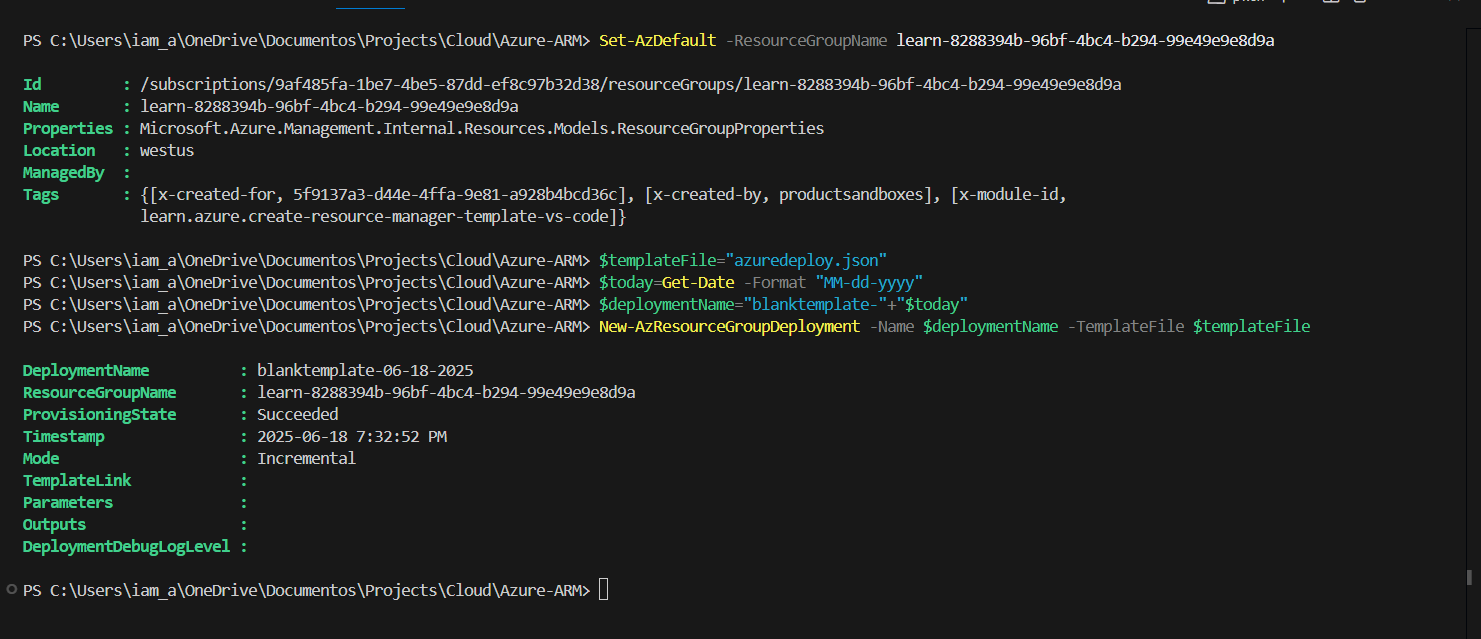 PS C:\Users\iam_a\OneDrive\Documentos\Projects\Cloud\Azure-ARM> Set-AzDefault -ResourceGroupName learn-8288394b-96bf-4bc4-b294-99e49e9e8d9a
Id : /subscriptions/9af485fa-1be7-4be5-87dd-ef8c97b32d38/resourceGroups/learn-8288394b-96bf-4bc4-b294-99e49e9e8d9a
Name : learn-8288394b-96bf-4bc4-b294-99e49e9e8d9a
Properties : Microsoft.Azure.Management.Internal.Resources.Models.ResourceGroupProperties
Location : westus
ManagedBy :
Tags : {[x-created-for, 5f9137a3-d44e-4ffa-9e81-a928b4bcd36c], [x-created-by, productsandboxes], [x-module-id,
learn.azure.create-resource-manager-template-vs-code]}
PS C:\Users\iam_a\OneDrive\Documentos\Projects\Cloud\Azure-ARM> $templateFile="azuredeploy.json"
PS C:\Users\iam_a\OneDrive\Documentos\Projects\Cloud\Azure-ARM> $today=Get-Date -Format "MM-dd-yyyy"
PS C:\Users\iam_a\OneDrive\Documentos\Projects\Cloud\Azure-ARM> $deploymentName="blanktemplate-"+"$today"
PS C:\Users\iam_a\OneDrive\Documentos\Projects\Cloud\Azure-ARM> New-AzResourceGroupDeployment -Name $deploymentName -TemplateFile $templateFile
DeploymentName : blanktemplate-06-18-2025
ResourceGroupName : learn-8288394b-96bf-4bc4-b294-99e49e9e8d9a
ProvisioningState : Succeeded
Timestamp : 2025-06-18 7:32:52 PM
Mode : Incremental
TemplateLink :
Parameters :
Outputs :
DeploymentDebugLogLevel :
PS C:\Users\iam_a\OneDrive\Documentos\Projects\Cloud\Azure-ARM>